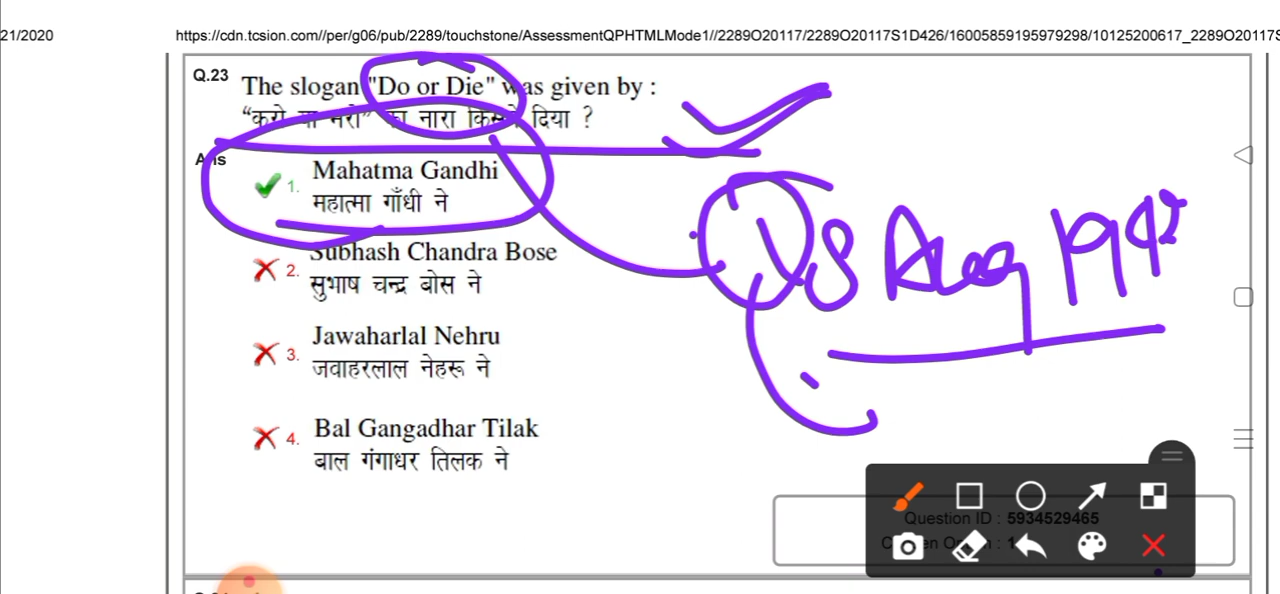 21/2020
https://cdn.tcsion.com//per/g06/pub/2289/touchstone/AssessmentQPHTMLMode1//2289O20117/2289O20117S1D426/16005859195979298/10125200617_2289O20117S
Q.23 The slogan "Do or Die" was given by :
“करो या मरो” का नारा किसने दिया ?
Ans
1. Mahatma Gandhi
महात्मा गाँधी ने
2. Subhash Chandra Bose
सुभाष चन्द्र बोस ने
3. Jawaharlal Nehru
जवाहरलाल नेहरू ने
4. Bal Gangadhar Tilak
बाल गंगाधर तिलक ने
8 Aug 1942
Question ID : 5934529465
: 1